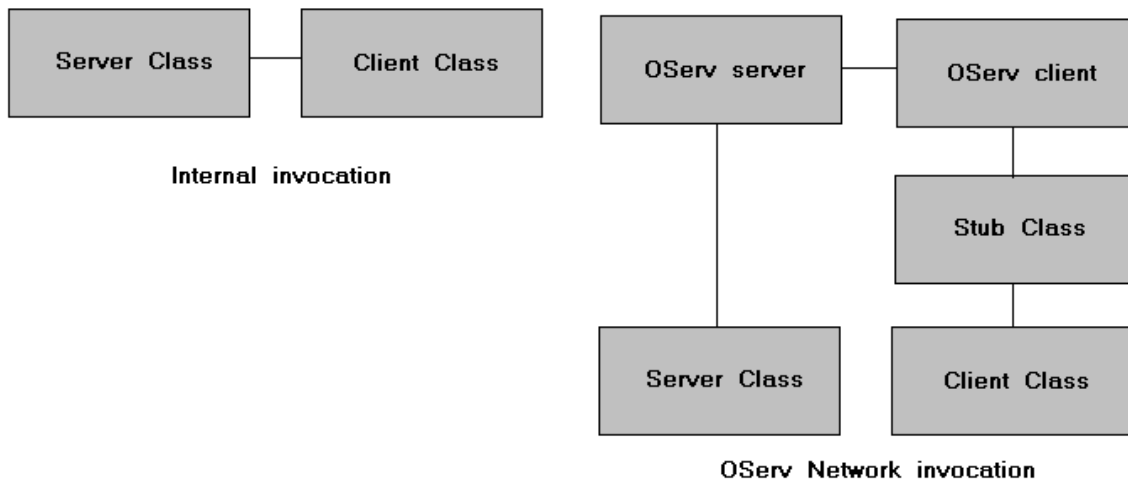 Server Class
Client Class
Internal invocation
OServ server
OServ client
Stub Class
Server Class
Client Class
OServ Network invocation